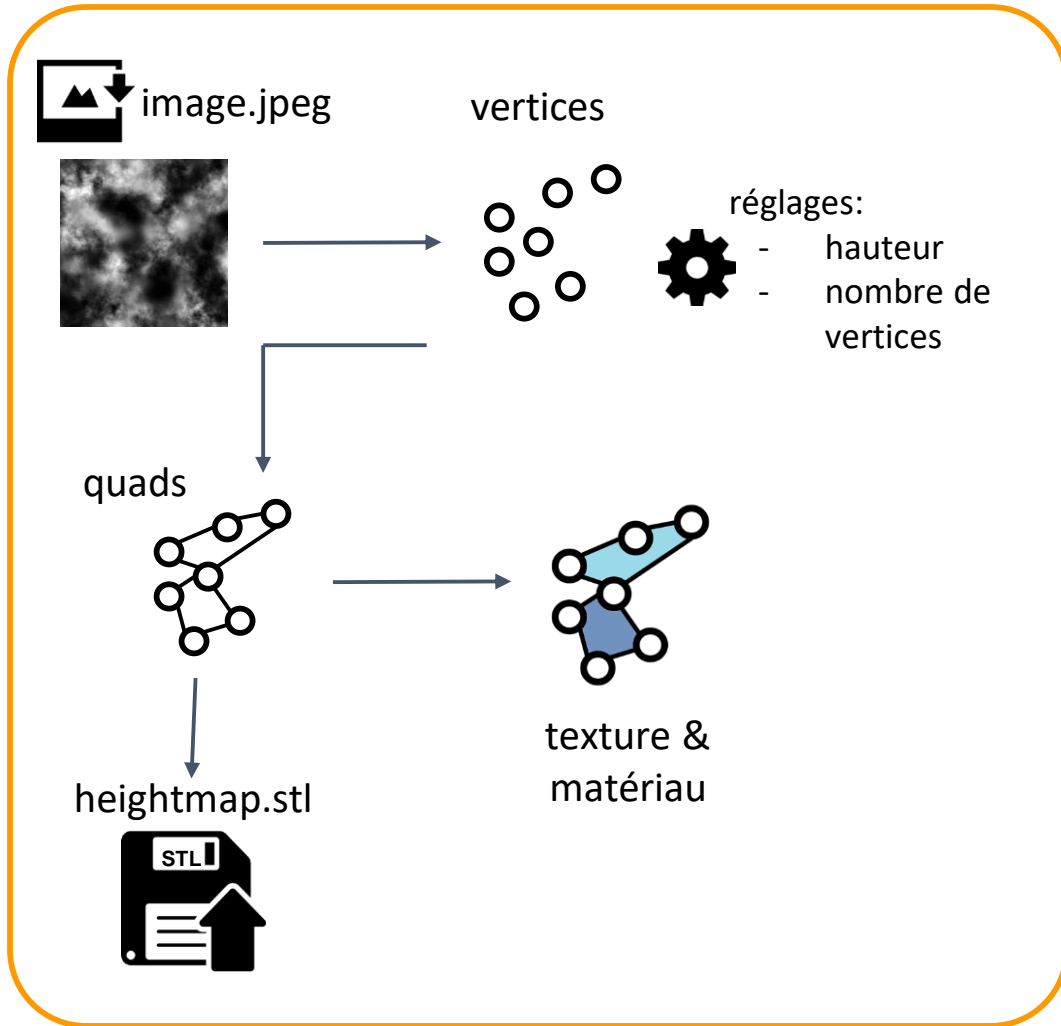 image.jpeg
vertices
réglages:
- hauteur
- nombre de
vertices
quads
texture &
matériau
heightmap.stl
STL